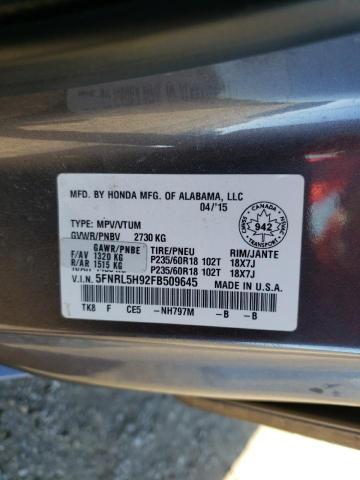 MFD. BY HONDA MFG. OF ALABAMA, LLC
04/'15
CANADA
942
TRANSPORT
TYPE: MPV/VTUM
GVWR/PNBV 2730 KG
GAWR/PNBE TIRE/PNEU RIM/JANTE
F/AV 1320 KG P235/60R18 102T 18X7J
R/AR 1515 KG P235/60R18 102T 18X7J
V.I.N. 5FNRL5H92FB509645 MADE IN U.S.A.
TK8 F CE5 -NH797M -B -B